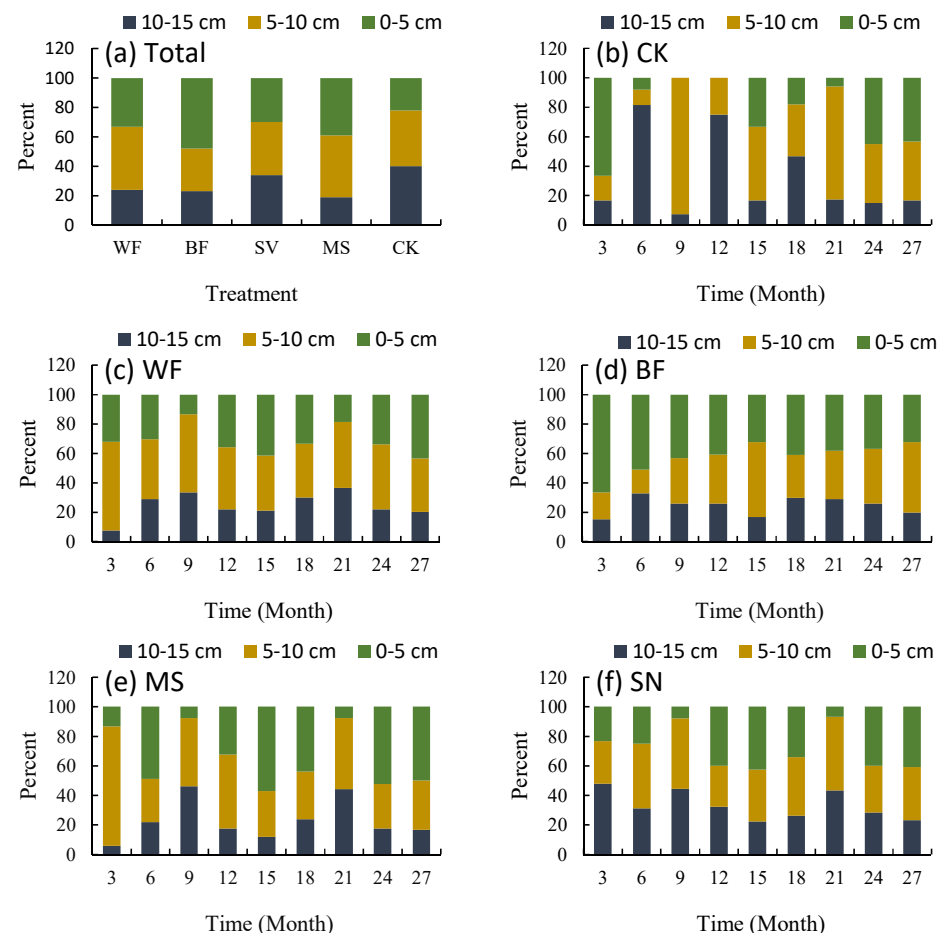 10-15 cm 5-10 cm 0-5 cm
(a) Total
120
100
80
60
40
20
0
Percent
WF BF SV MS CK
Treatment
10-15 cm 5-10 cm 0-5 cm
(b) CK
120
100
80
60
40
20
0
Percent
3 6 9 12 15 18 21 24 27
Time (Month)
10-15 cm 5-10 cm 0-5 cm
(c) WF
120
100
80
60
40
20
0
Percent
3 6 9 12 15 18 21 24 27
Time (Month)
10-15 cm 5-10 cm 0-5 cm
(d) BF
120
100
80
60
40
20
0
Percent
3 6 9 12 15 18 21 24 27
Time (Month)
10-15 cm 5-10 cm 0-5 cm
(e) MS
120
100
80
60
40
20
0
Percent
3 6 9 12 15 18 21 24 27
Time (Month)
10-15 cm 5-10 cm 0-5 cm
(f) SN
120
100
80
60
40
20
0
Percent
3 6 9 12 15 18 21 24 27
Time (Month)